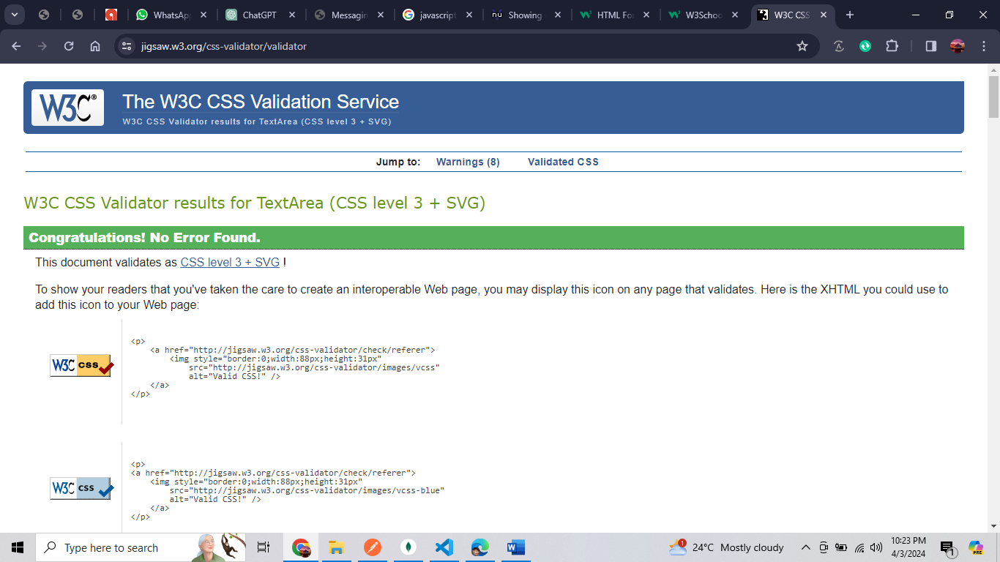 WhatsApp
ChatGPT
Messagin
javascript
Showing
HTML For
W3Schoo
W3C CSS
jigsaw.w3.org/css-validator/validator
W3C®
The W3C CSS Validation Service
W3C CSS Validator results for TextArea (CSS level 3 + SVG)
Jump to: Warnings (8) Validated CSS
W3C CSS Validator results for TextArea (CSS level 3 + SVG)
Congratulations! No Error Found.
This document validates as CSS level 3 + SVG !
To show your readers that you've taken the care to create an interoperable Web page, you may display this icon on any page that validates. Here is the XHTML you could use to
add this icon to your Web page:
W3C css
<p>
<a href="http://jigsaw.w3.org/css-validator/check/referer">
<img style="border:0;width:88px;height:31px"
src="http://jigsaw.w3.org/css-validator/images/vcss"
alt="Valid CSS!" />
</a>
</p>
W3C css
<p>
<a href="http://jigsaw.w3.org/css-validator/check/referer">
<img style="border:0;width:88px;height:31px"
src="http://jigsaw.w3.org/css-validator/images/vcss-blue"
alt="Valid CSS!" />
</a>
</p>
Type here to search
1
24°C Mostly cloudy
10:23 PM
4/3/2024
1
PRE